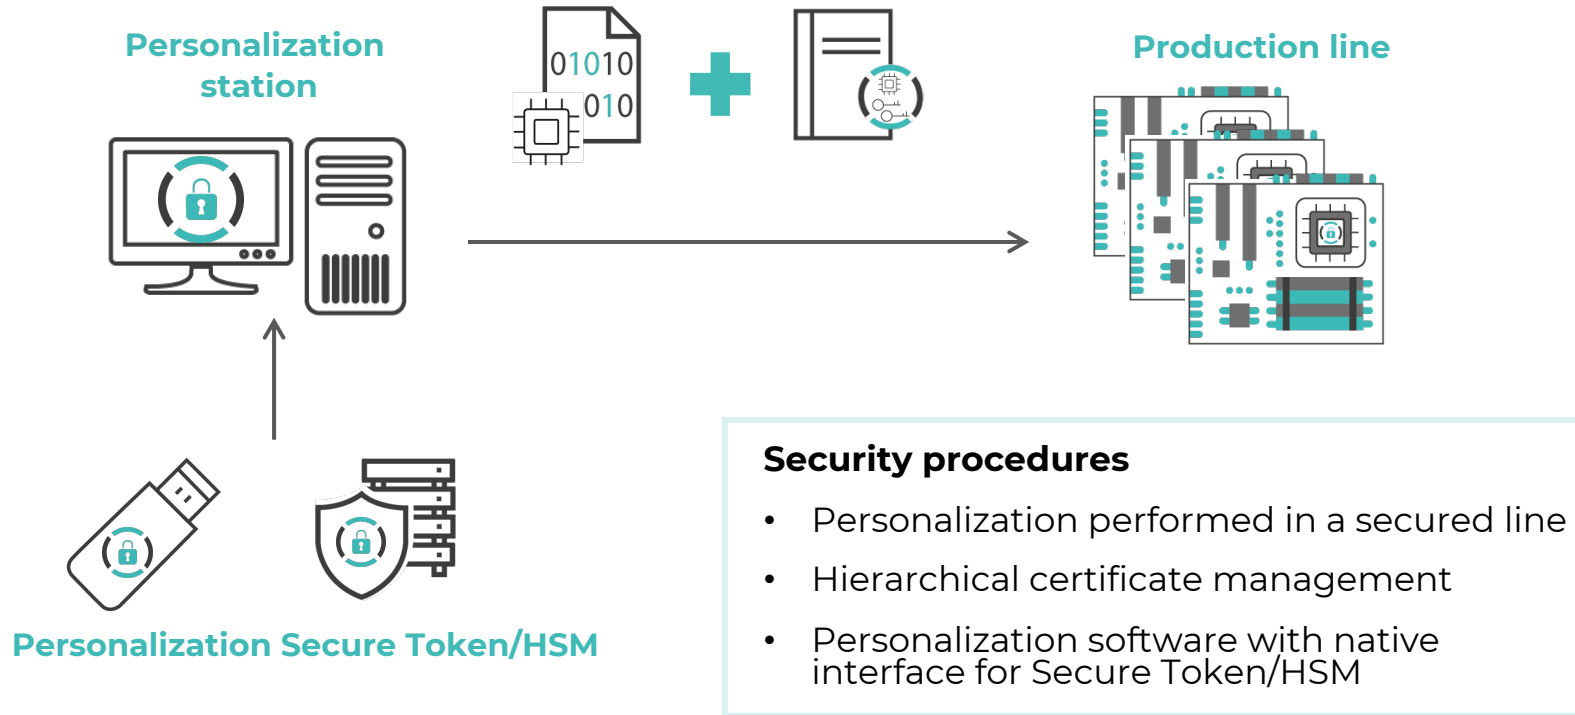 Personalization
station
01010
010
Production line
Personalization Secure Token/HSM
Security procedures
• Personalization performed in a secured line
• Hierarchical certificate management
• Personalization software with native
interface for Secure Token/HSM